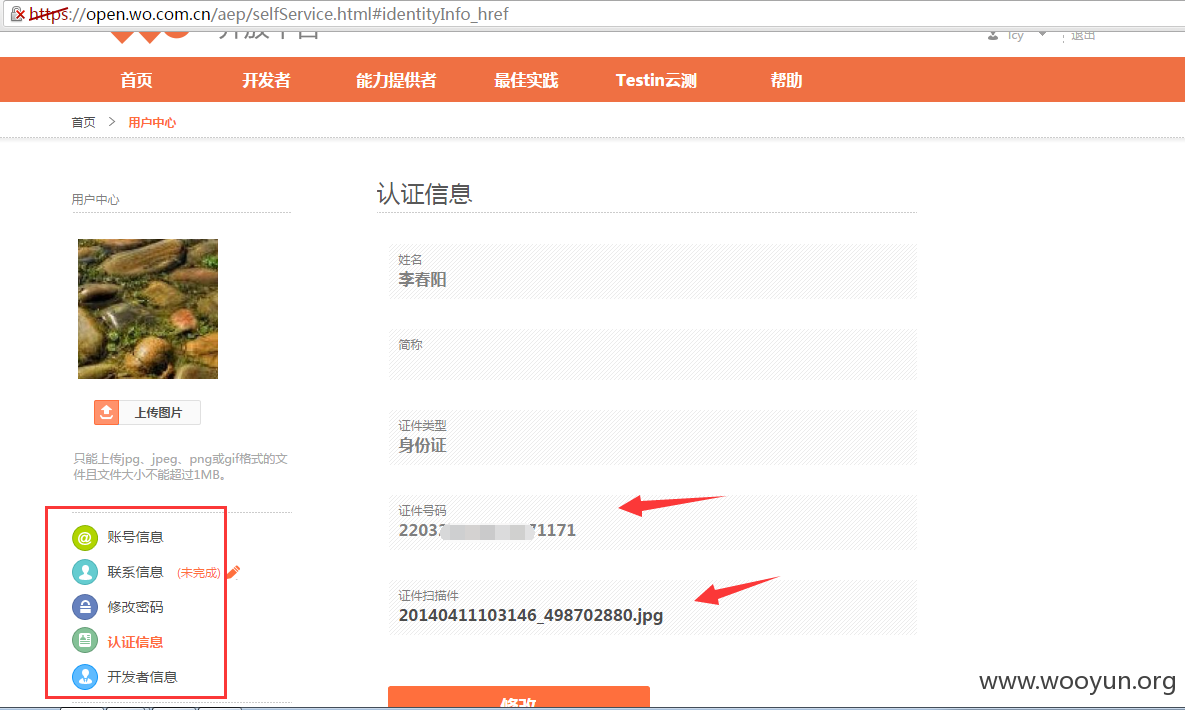 https://open.wo.com.cn/aep/selfService.html#identityInfo_href
开放平台
Icy
退出
首页
开发者
能力提供者
最佳实践
Testin云测
帮助
首页 > 用户中心
用户中心
上传图片
只能上传jpg、jpeg、png或gif格式的文
件且文件大小不能超过1MB。
@ 账号信息
联系信息 (未完成)
修改密码
认证信息
开发者信息
认证信息
姓名
李春阳
简称
证件类型
身份证
证件号码
2203 71171
证件扫描件
20140411103146_498702880.jpg
修改
www.wooyun.org